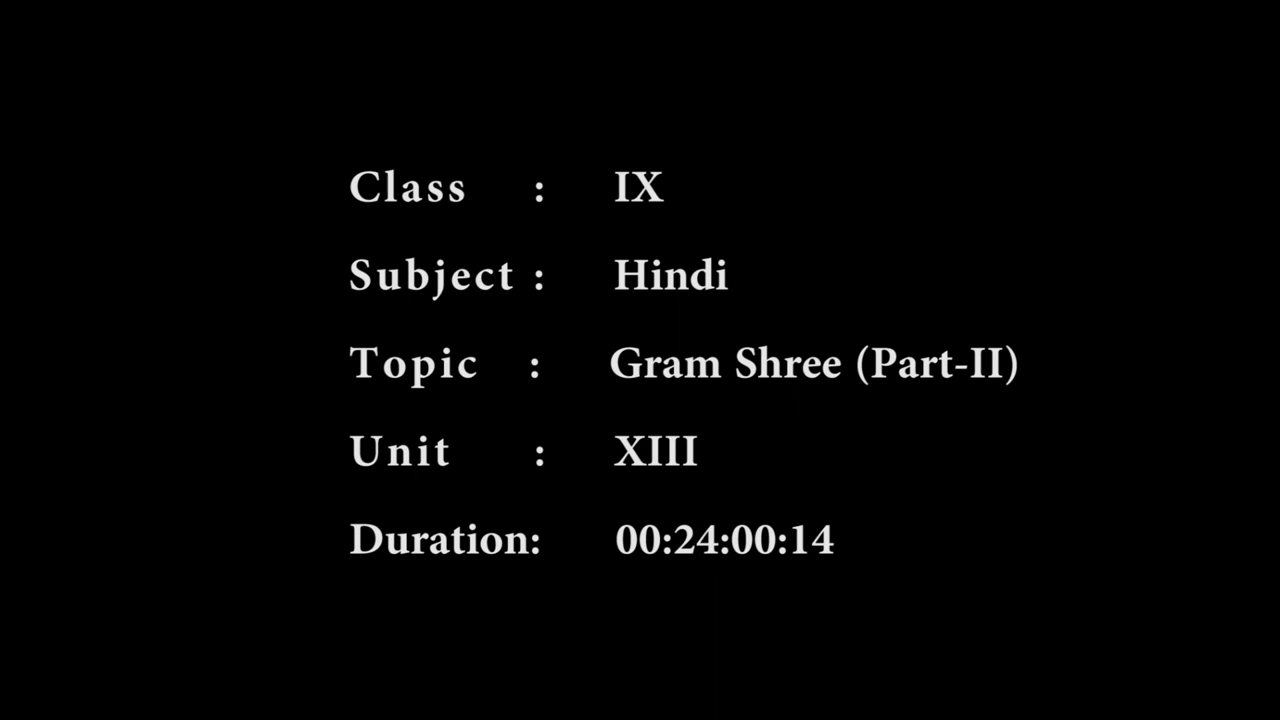 Class : IX
Subject : Hindi
Topic : Gram Shree (Part-II)
Unit : XIII
Duration: 00:24:00:14